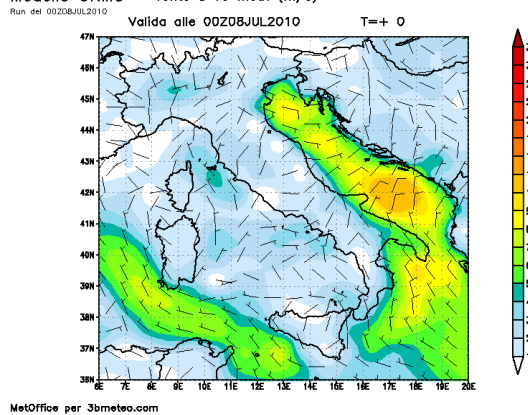 Run del 00Z08JUL2010
Valida alle 00Z08JUL2010 T=+ 0
47N
46N
45N
44N
43N
42N
41N
40N
39N
38N
37N
36N
6E 7E 8E 9E 10E 11E 12E 13E 14E 15E 16E 17E 18E 19E 20E
MetOffice per 3bmeteo.com